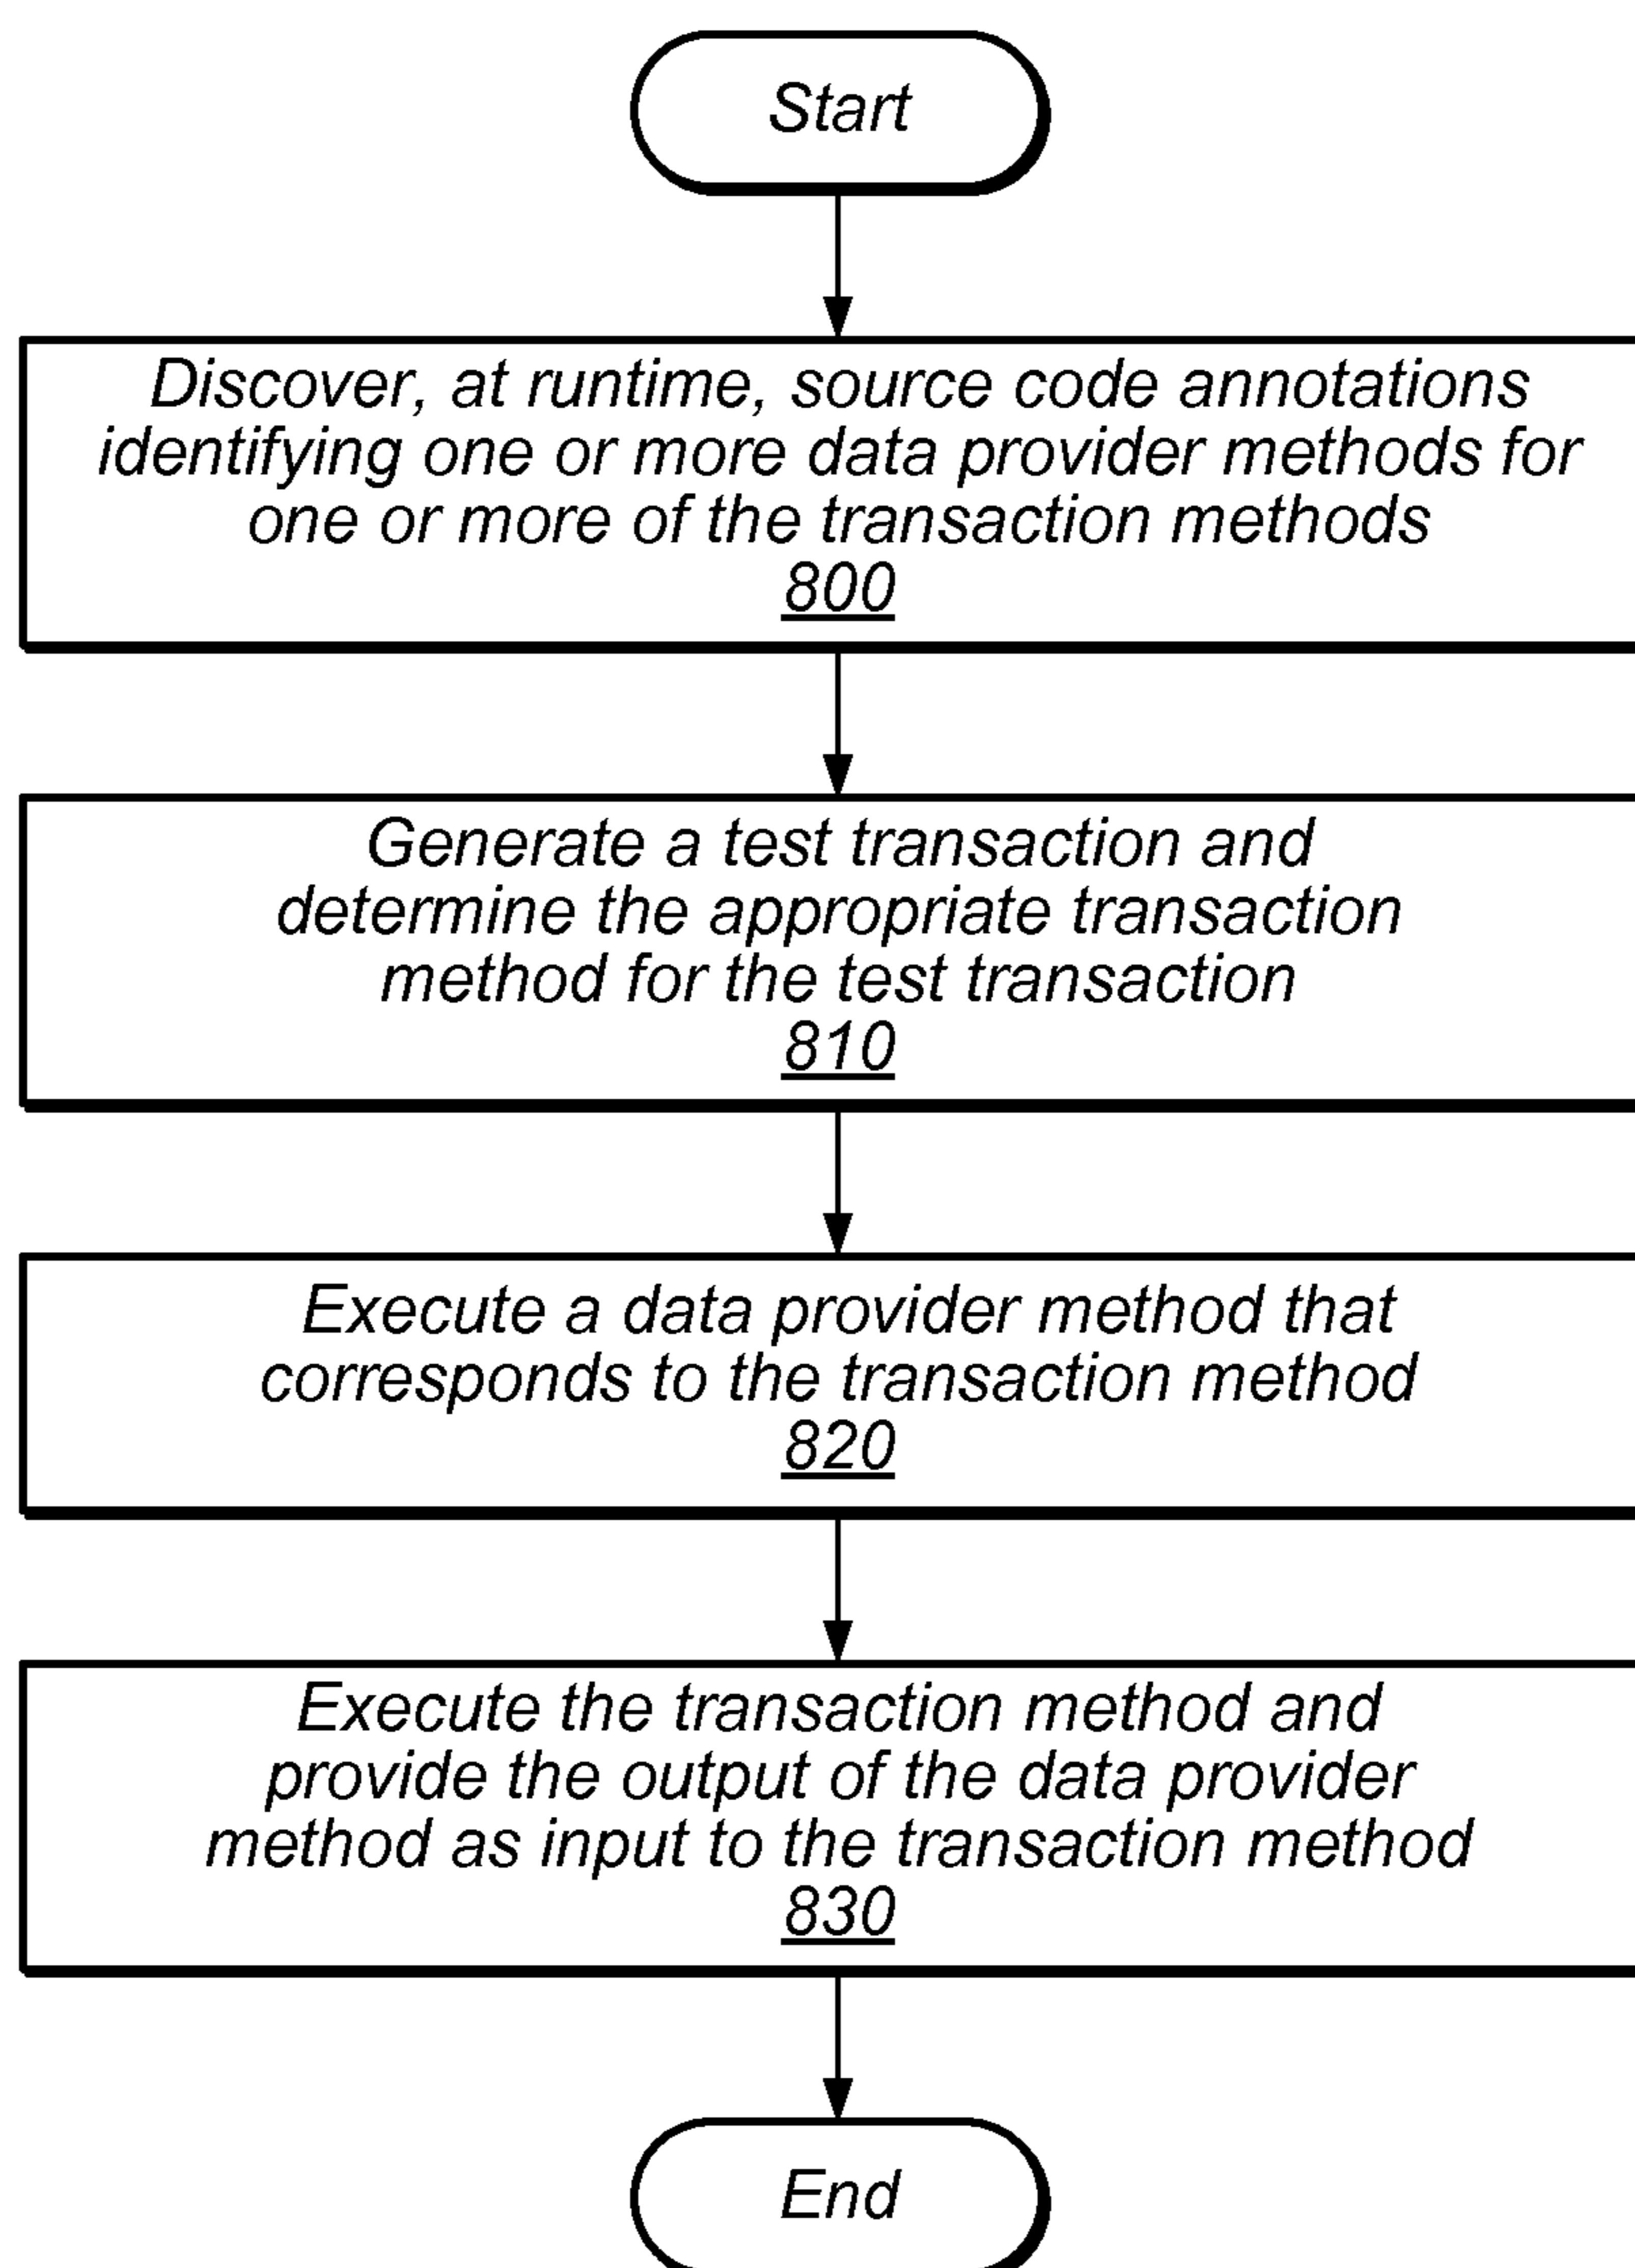 Start
Discover, at runtime, source code annotations
identifying one or more data provider methods for
one or more of the transaction methods
800
Generate a test transaction and
determine the appropriate transaction
method for the test transaction
810
Execute a data provider method that
corresponds to the transaction method
820
Execute the transaction method and
provide the output of the data provider
method as input to the transaction method
830
End